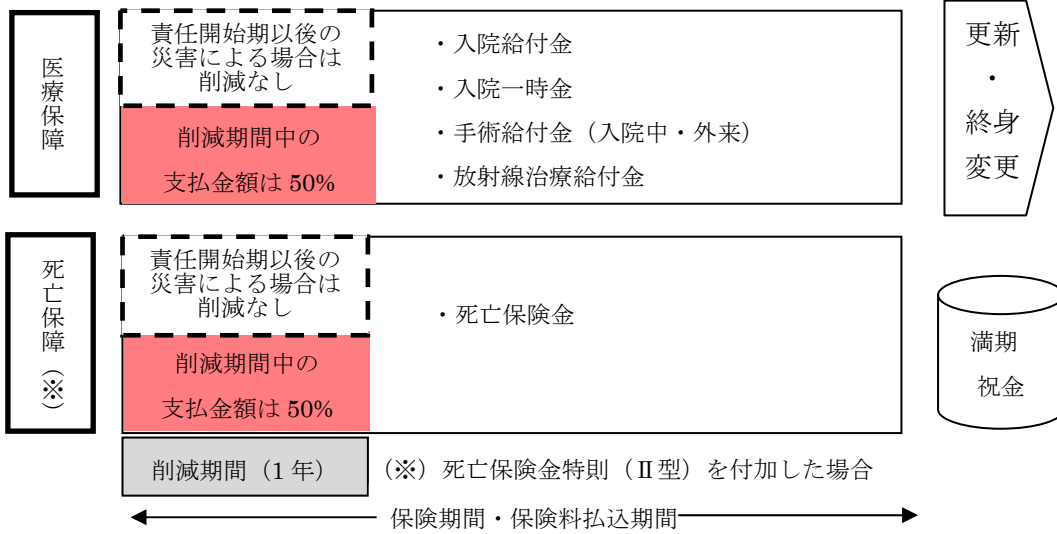 医療保障
責任開始期以後の
災害による場合は
削減なし
削減期間中の
支払金額は 50%
・入院給付金
・入院一時金
・手術給付金（入院中・外来）
・放射線治療給付金
更新
・
終身
変更
死亡保障（※）
責任開始期以後の
災害による場合は
削減なし
削減期間中の
支払金額は 50%
・死亡保険金
満期
祝金
削減期間（1 年）
（※）死亡保険金特則（Ⅱ型）を付加した場合
保険期間・保険料払込期間